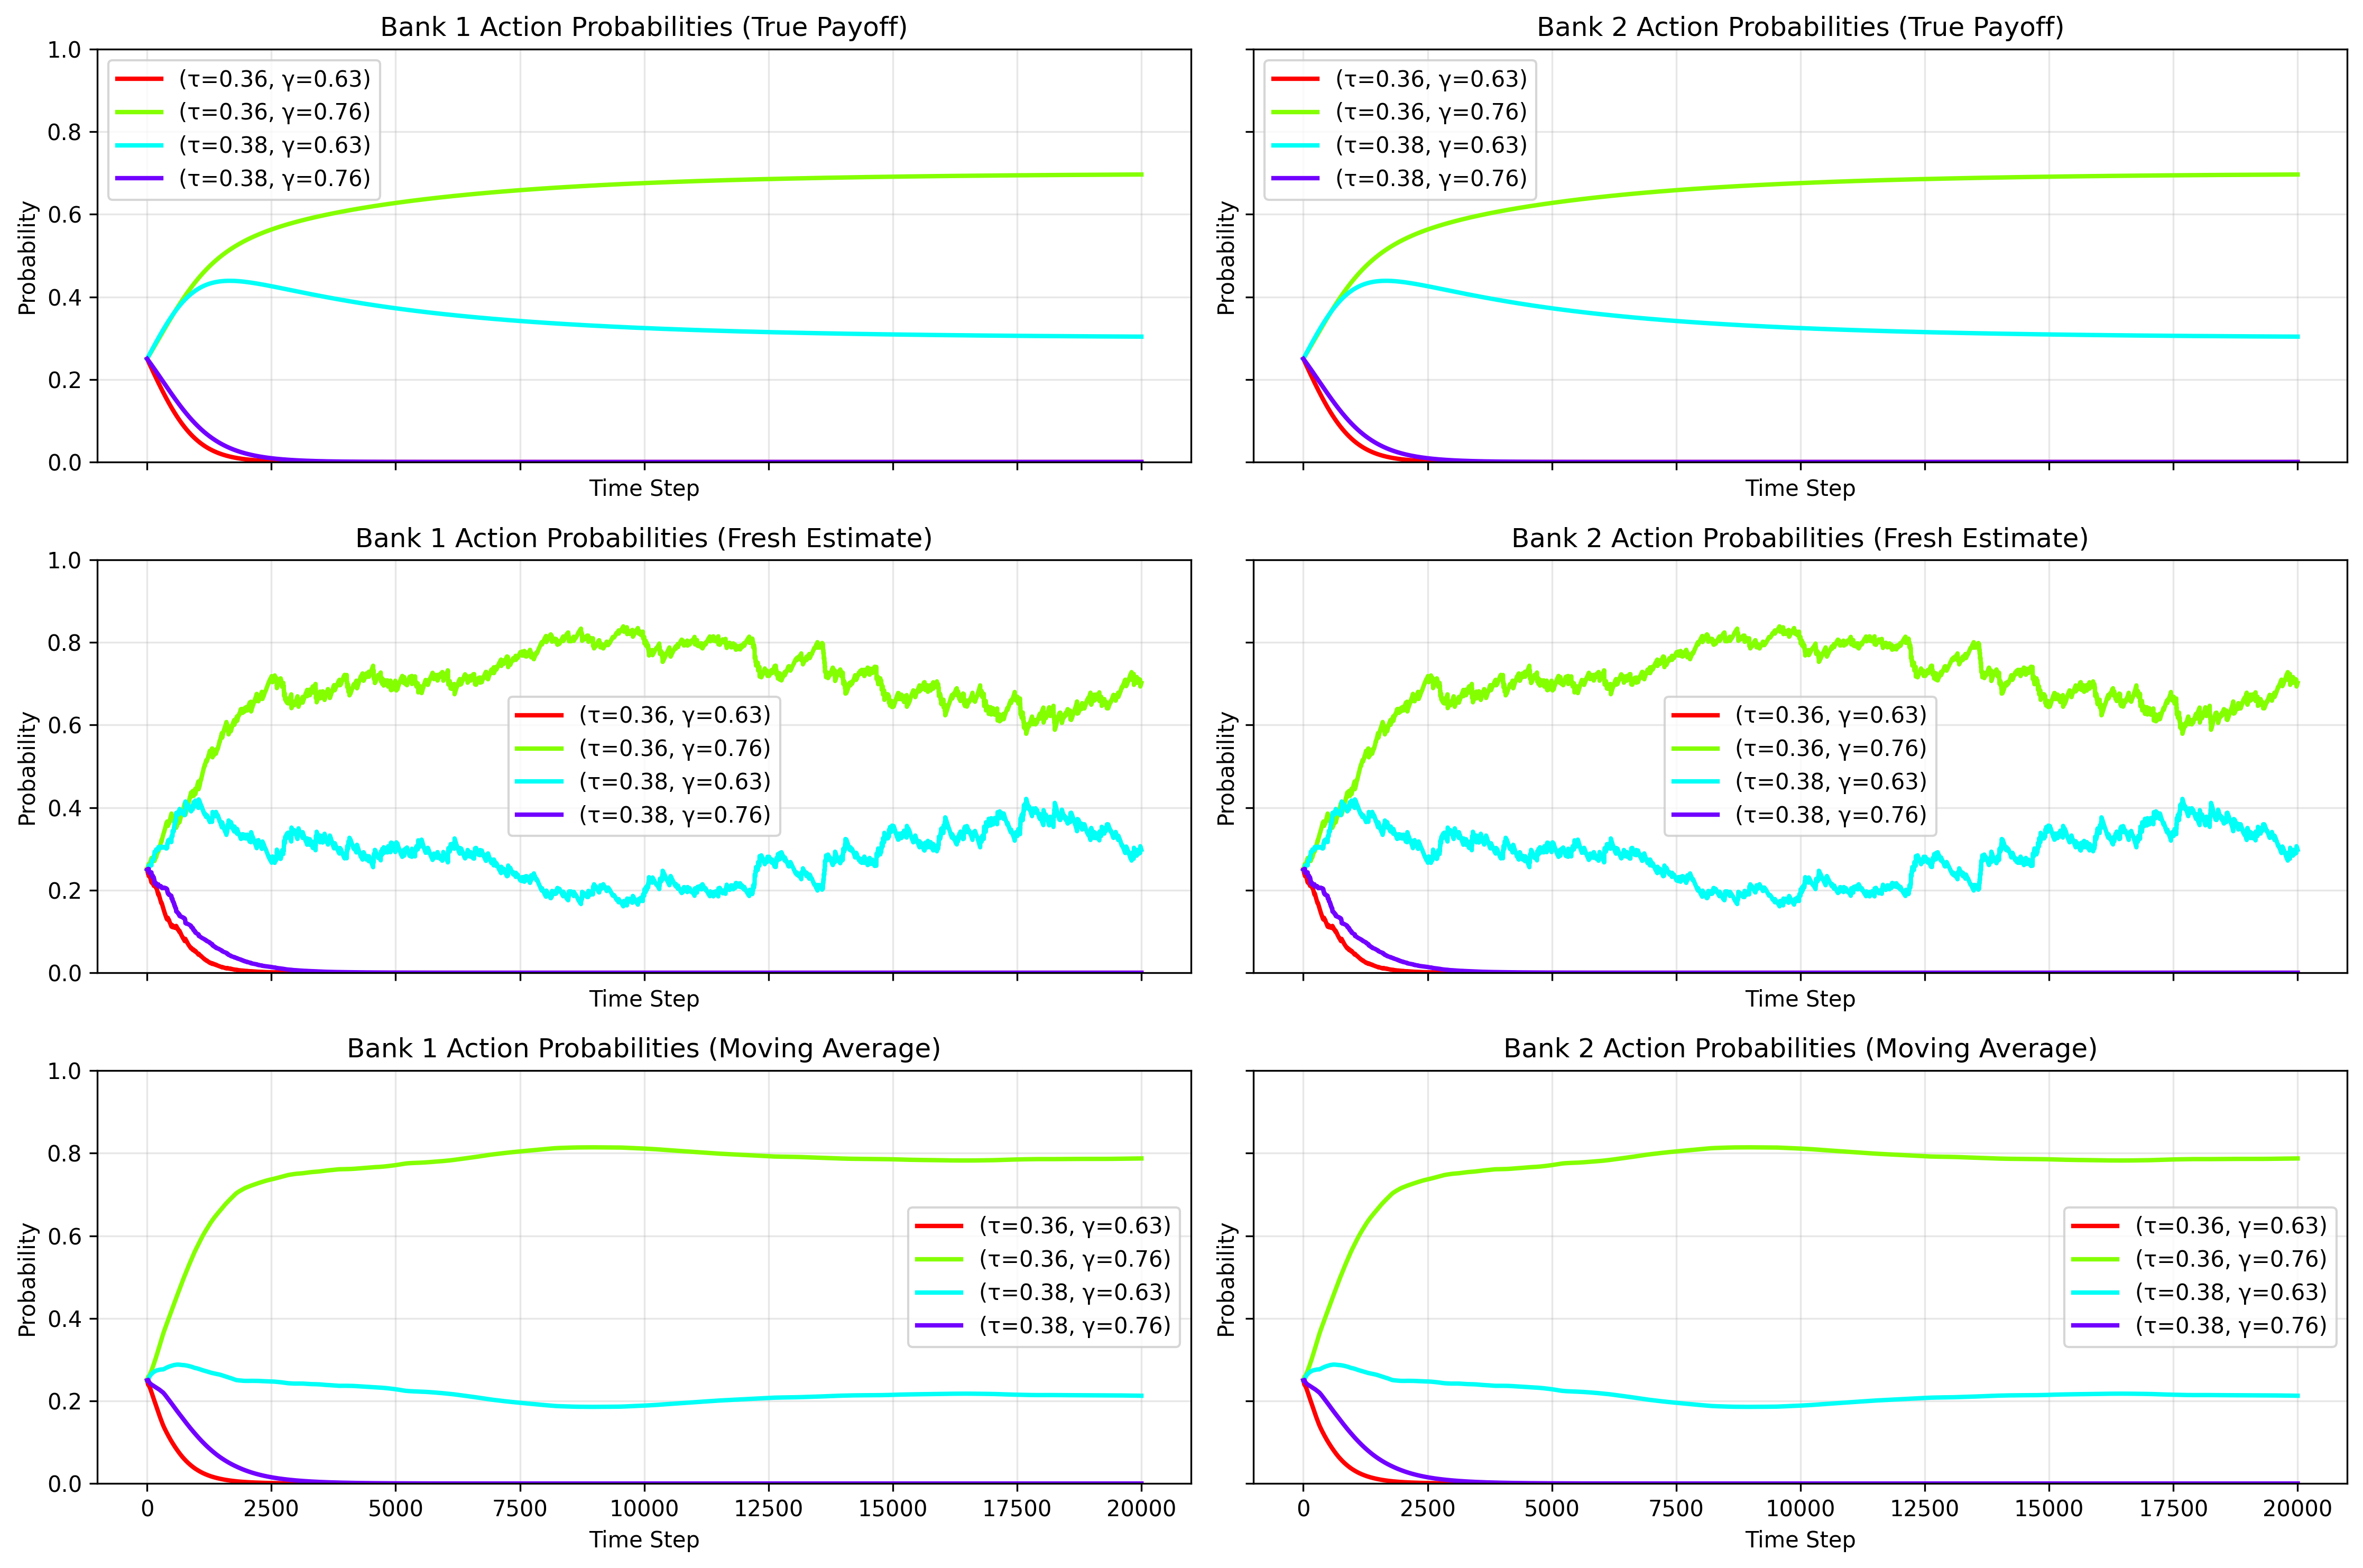 Bank 1 Action Probabilities (True Payoff)
Probability
1.0
0.8
0.6
0.4
0.2
0.0
(τ=0.36, γ=0.63)
(τ=0.36, γ=0.76)
(τ=0.38, γ=0.63)
(τ=0.38, γ=0.76)
Time Step
Bank 2 Action Probabilities (True Payoff)
Probability
(τ=0.36, γ=0.63)
(τ=0.36, γ=0.76)
(τ=0.38, γ=0.63)
(τ=0.38, γ=0.76)
Time Step
Bank 1 Action Probabilities (Fresh Estimate)
Probability
1.0
0.8
0.6
0.4
0.2
0.0
(τ=0.36, γ=0.63)
(τ=0.36, γ=0.76)
(τ=0.38, γ=0.63)
(τ=0.38, γ=0.76)
Time Step
Bank 2 Action Probabilities (Fresh Estimate)
Probability
(τ=0.36, γ=0.63)
(τ=0.36, γ=0.76)
(τ=0.38, γ=0.63)
(τ=0.38, γ=0.76)
Time Step
Bank 1 Action Probabilities (Moving Average)
Probability
1.0
0.8
0.6
0.4
0.2
0.0
(τ=0.36, γ=0.63)
(τ=0.36, γ=0.76)
(τ=0.38, γ=0.63)
(τ=0.38, γ=0.76)
0 2500 5000 7500 10000 12500 15000 17500 20000
Time Step
Bank 2 Action Probabilities (Moving Average)
Probability
(τ=0.36, γ=0.63)
(τ=0.36, γ=0.76)
(τ=0.38, γ=0.63)
(τ=0.38, γ=0.76)
0 2500 5000 7500 10000 12500 15000 17500 20000
Time Step